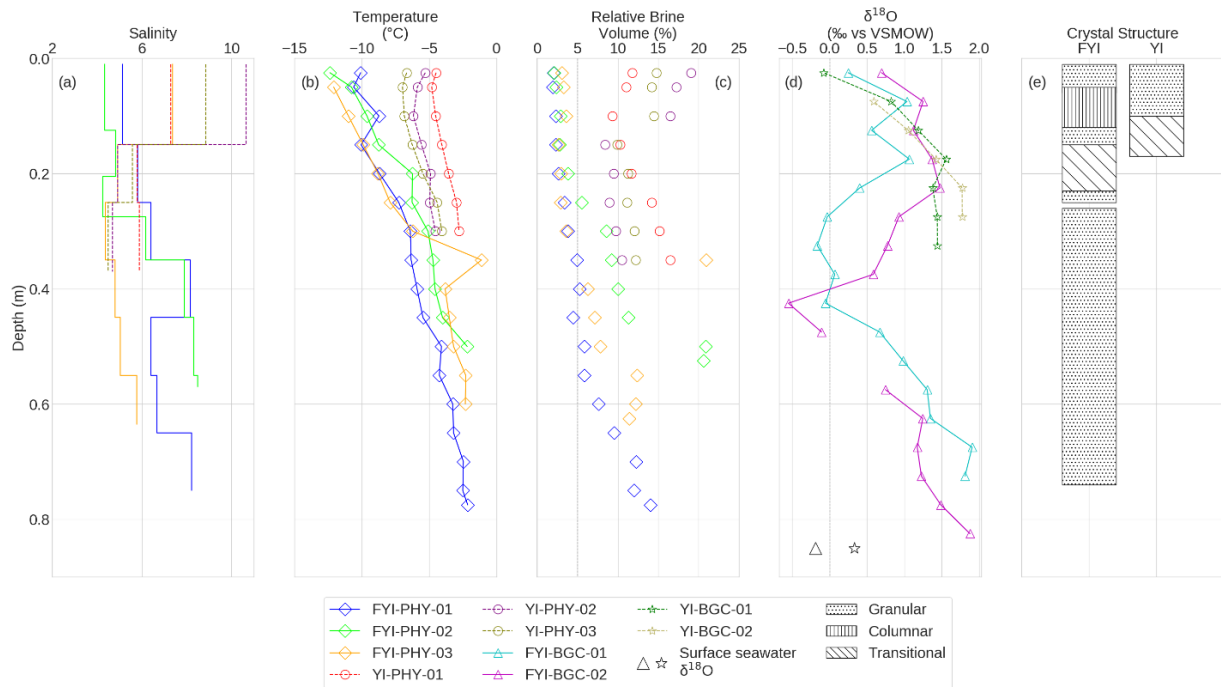 Salinity
2 6 10
Temperature
(°C)
−15 −10 −5 0
Relative Brine
Volume (%)
0 5 10 15 20 25
δ18O
(‰ vs VSMOW)
−0.5 0.0 0.5 1.0 1.5 2.0
Crystal Structure
FYI YI
(a) (b) (c) (d) (e)
Depth (m)
0.0
0.2
0.4
0.6
0.8
FYI-PHY-01 YI-PHY-02 YI-BGC-01 Granular
FYI-PHY-02 YI-PHY-03 YI-BGC-02 Columnar
FYI-PHY-03 FYI-BGC-01 Surface seawater Transitional
δ18O
YI-PHY-01 FYI-BGC-02